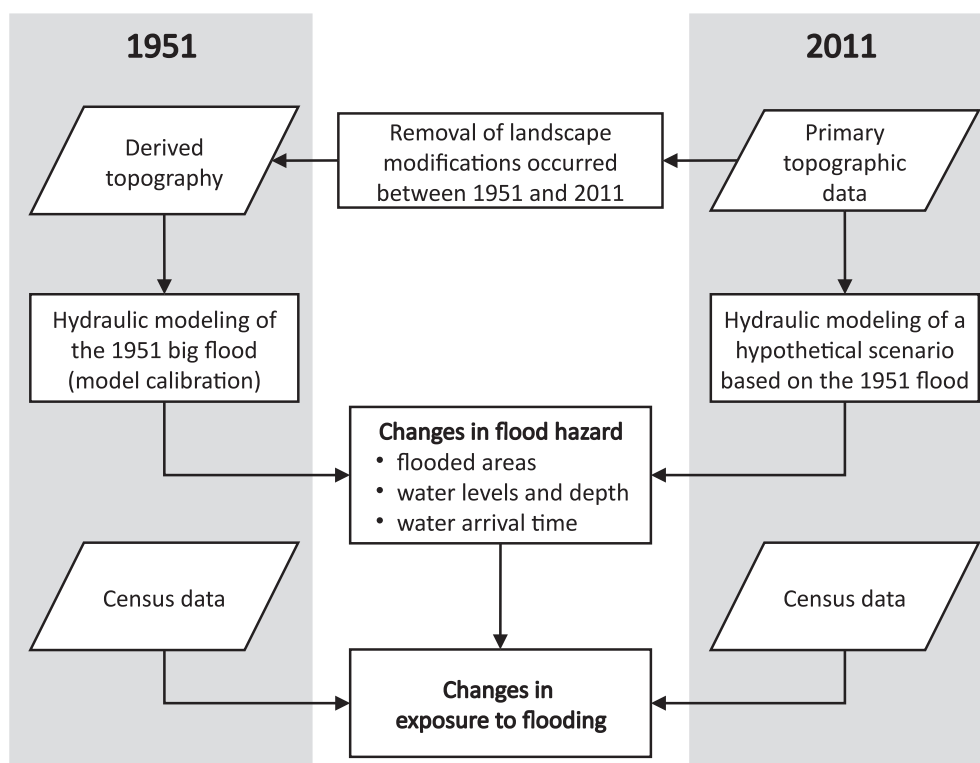 1951
2011
Derived
topography
Removal of landscape
modifications occurred
between 1951 and 2011
Primary
topographic
data
Hydraulic modeling of
the 1951 big flood
(model calibration)
Hydraulic modeling of a
hypothetical scenario
based on the 1951 flood
Changes in flood hazard
• flooded areas
• water levels and depth
• water arrival time
Census data
Census data
Changes in
exposure to flooding